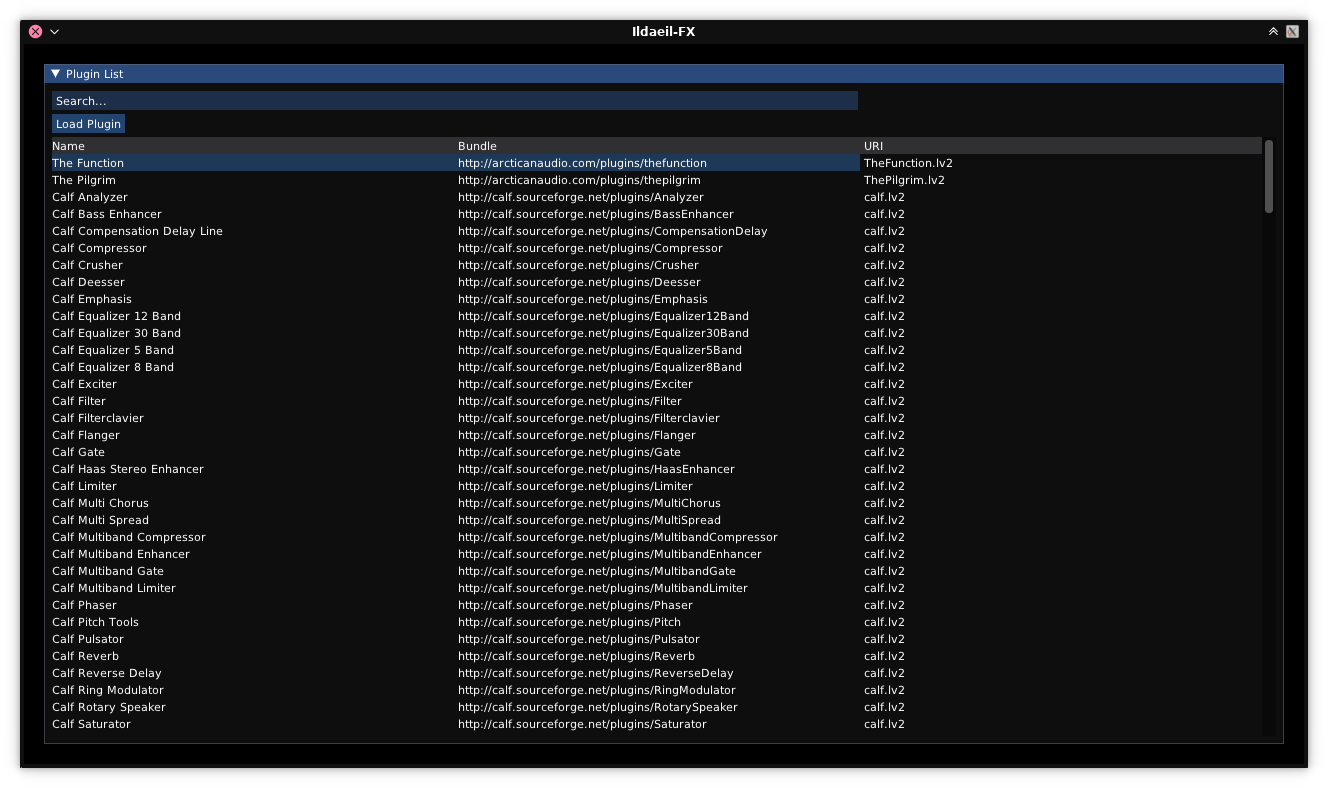 Ildaeil-FX
Plugin List
Search...
Load Plugin
Name Bundle URI
The Function http://arcticanaudio.com/plugins/thefunction TheFunction.lv2
The Pilgrim http://arcticanaudio.com/plugins/thepilgrim ThePilgrim.lv2
Calf Analyzer http://calf.sourceforge.net/plugins/Analyzer calf.lv2
Calf Bass Enhancer http://calf.sourceforge.net/plugins/BassEnhancer calf.lv2
Calf Compensation Delay Line http://calf.sourceforge.net/plugins/CompensationDelay calf.lv2
Calf Compressor http://calf.sourceforge.net/plugins/Compressor calf.lv2
Calf Crusher http://calf.sourceforge.net/plugins/Crusher calf.lv2
Calf Deesser http://calf.sourceforge.net/plugins/Deesser calf.lv2
Calf Emphasis http://calf.sourceforge.net/plugins/Emphasis calf.lv2
Calf Equalizer 12 Band http://calf.sourceforge.net/plugins/Equalizer12Band calf.lv2
Calf Equalizer 30 Band http://calf.sourceforge.net/plugins/Equalizer30Band calf.lv2
Calf Equalizer 5 Band http://calf.sourceforge.net/plugins/Equalizer5Band calf.lv2
Calf Equalizer 8 Band http://calf.sourceforge.net/plugins/Equalizer8Band calf.lv2
Calf Exciter http://calf.sourceforge.net/plugins/Exciter calf.lv2
Calf Filter http://calf.sourceforge.net/plugins/Filter calf.lv2
Calf Filterclavier http://calf.sourceforge.net/plugins/Filterclavier calf.lv2
Calf Flanger http://calf.sourceforge.net/plugins/Flanger calf.lv2
Calf Gate http://calf.sourceforge.net/plugins/Gate calf.lv2
Calf Haas Stereo Enhancer http://calf.sourceforge.net/plugins/HaasEnhancer calf.lv2
Calf Limiter http://calf.sourceforge.net/plugins/Limiter calf.lv2
Calf Multi Chorus http://calf.sourceforge.net/plugins/MultiChorus calf.lv2
Calf Multi Spread http://calf.sourceforge.net/plugins/MultiSpread calf.lv2
Calf Multiband Compressor http://calf.sourceforge.net/plugins/MultibandCompressor calf.lv2
Calf Multiband Enhancer http://calf.sourceforge.net/plugins/MultibandEnhancer calf.lv2
Calf Multiband Gate http://calf.sourceforge.net/plugins/MultibandGate calf.lv2
Calf Multiband Limiter http://calf.sourceforge.net/plugins/MultibandLimiter calf.lv2
Calf Phaser http://calf.sourceforge.net/plugins/Phaser calf.lv2
Calf Pitch Tools http://calf.sourceforge.net/plugins/Pitch calf.lv2
Calf Pulsator http://calf.sourceforge.net/plugins/Pulsator calf.lv2
Calf Reverb http://calf.sourceforge.net/plugins/Reverb calf.lv2
Calf Reverse Delay http://calf.sourceforge.net/plugins/ReverseDelay calf.lv2
Calf Ring Modulator http://calf.sourceforge.net/plugins/RingModulator calf.lv2
Calf Rotary Speaker http://calf.sourceforge.net/plugins/RotarySpeaker calf.lv2
Calf Saturator http://calf.sourceforge.net/plugins/Saturator calf.lv2